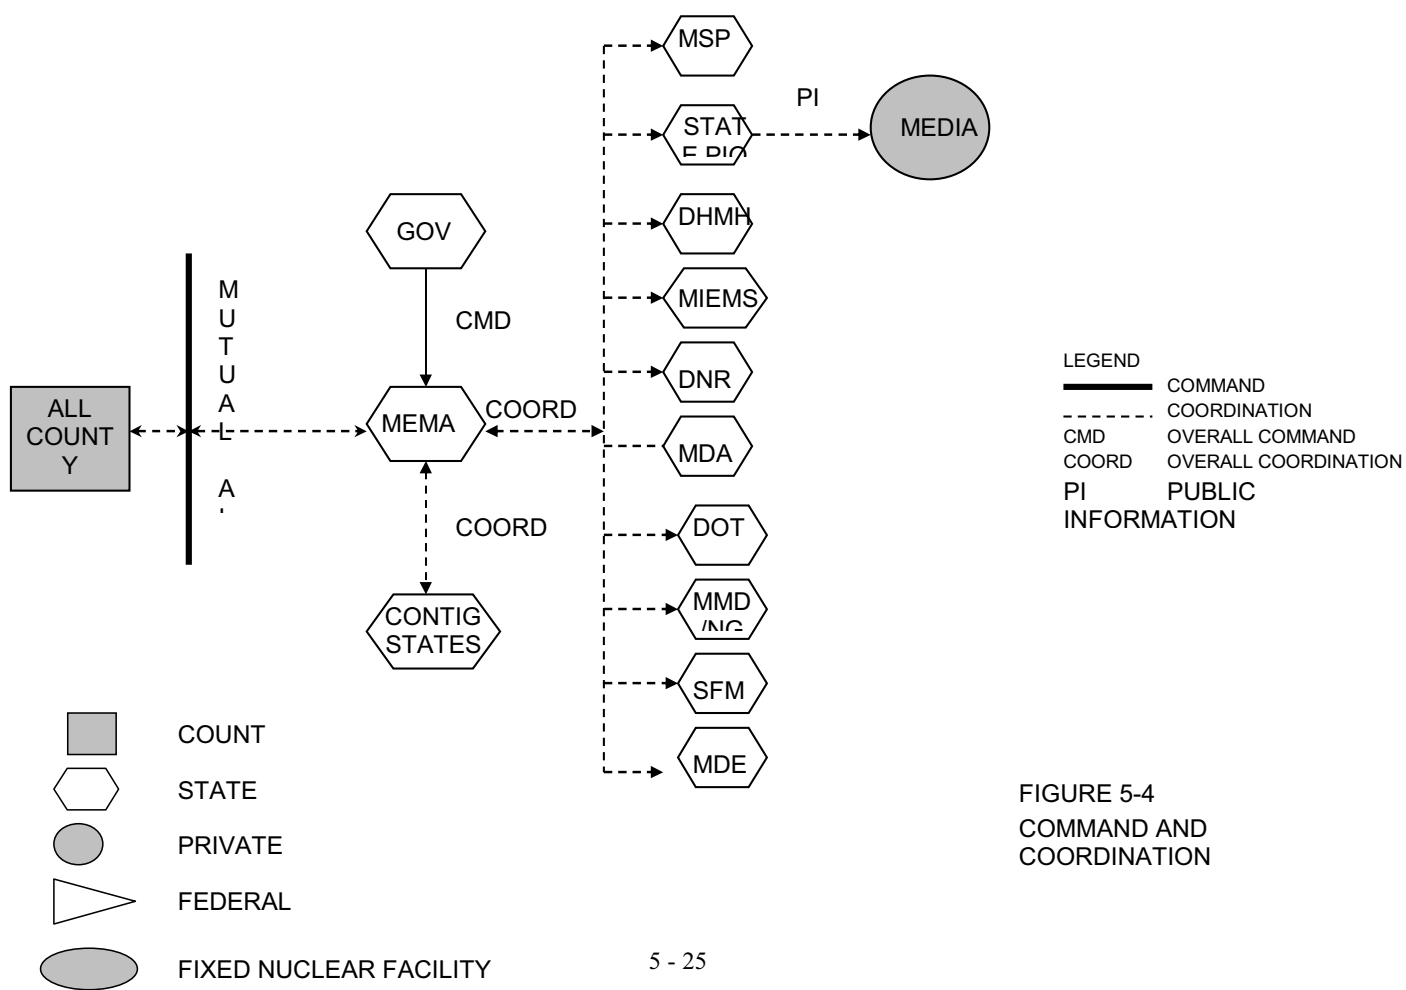 MSP
PI
STAT
E PIO
MEDIA
DHMH
GOV
MIEMS
CMD
M
U
T
U
A
L
A
DNR
ALL
COUNT
Y
MEMA
COORD
MDA
COORD
DOT
CONTIG
STATES
MMD
/NG
SFM
MDE
LEGEND
COMMAND
COORDINATION
CMD OVERALL COMMAND
COORD OVERALL COORDINATION
PI PUBLIC
INFORMATION
COUNT
STATE
PRIVATE
FEDERAL
FIXED NUCLEAR FACILITY
FIGURE 5-4
COMMAND AND
COORDINATION
5 - 25